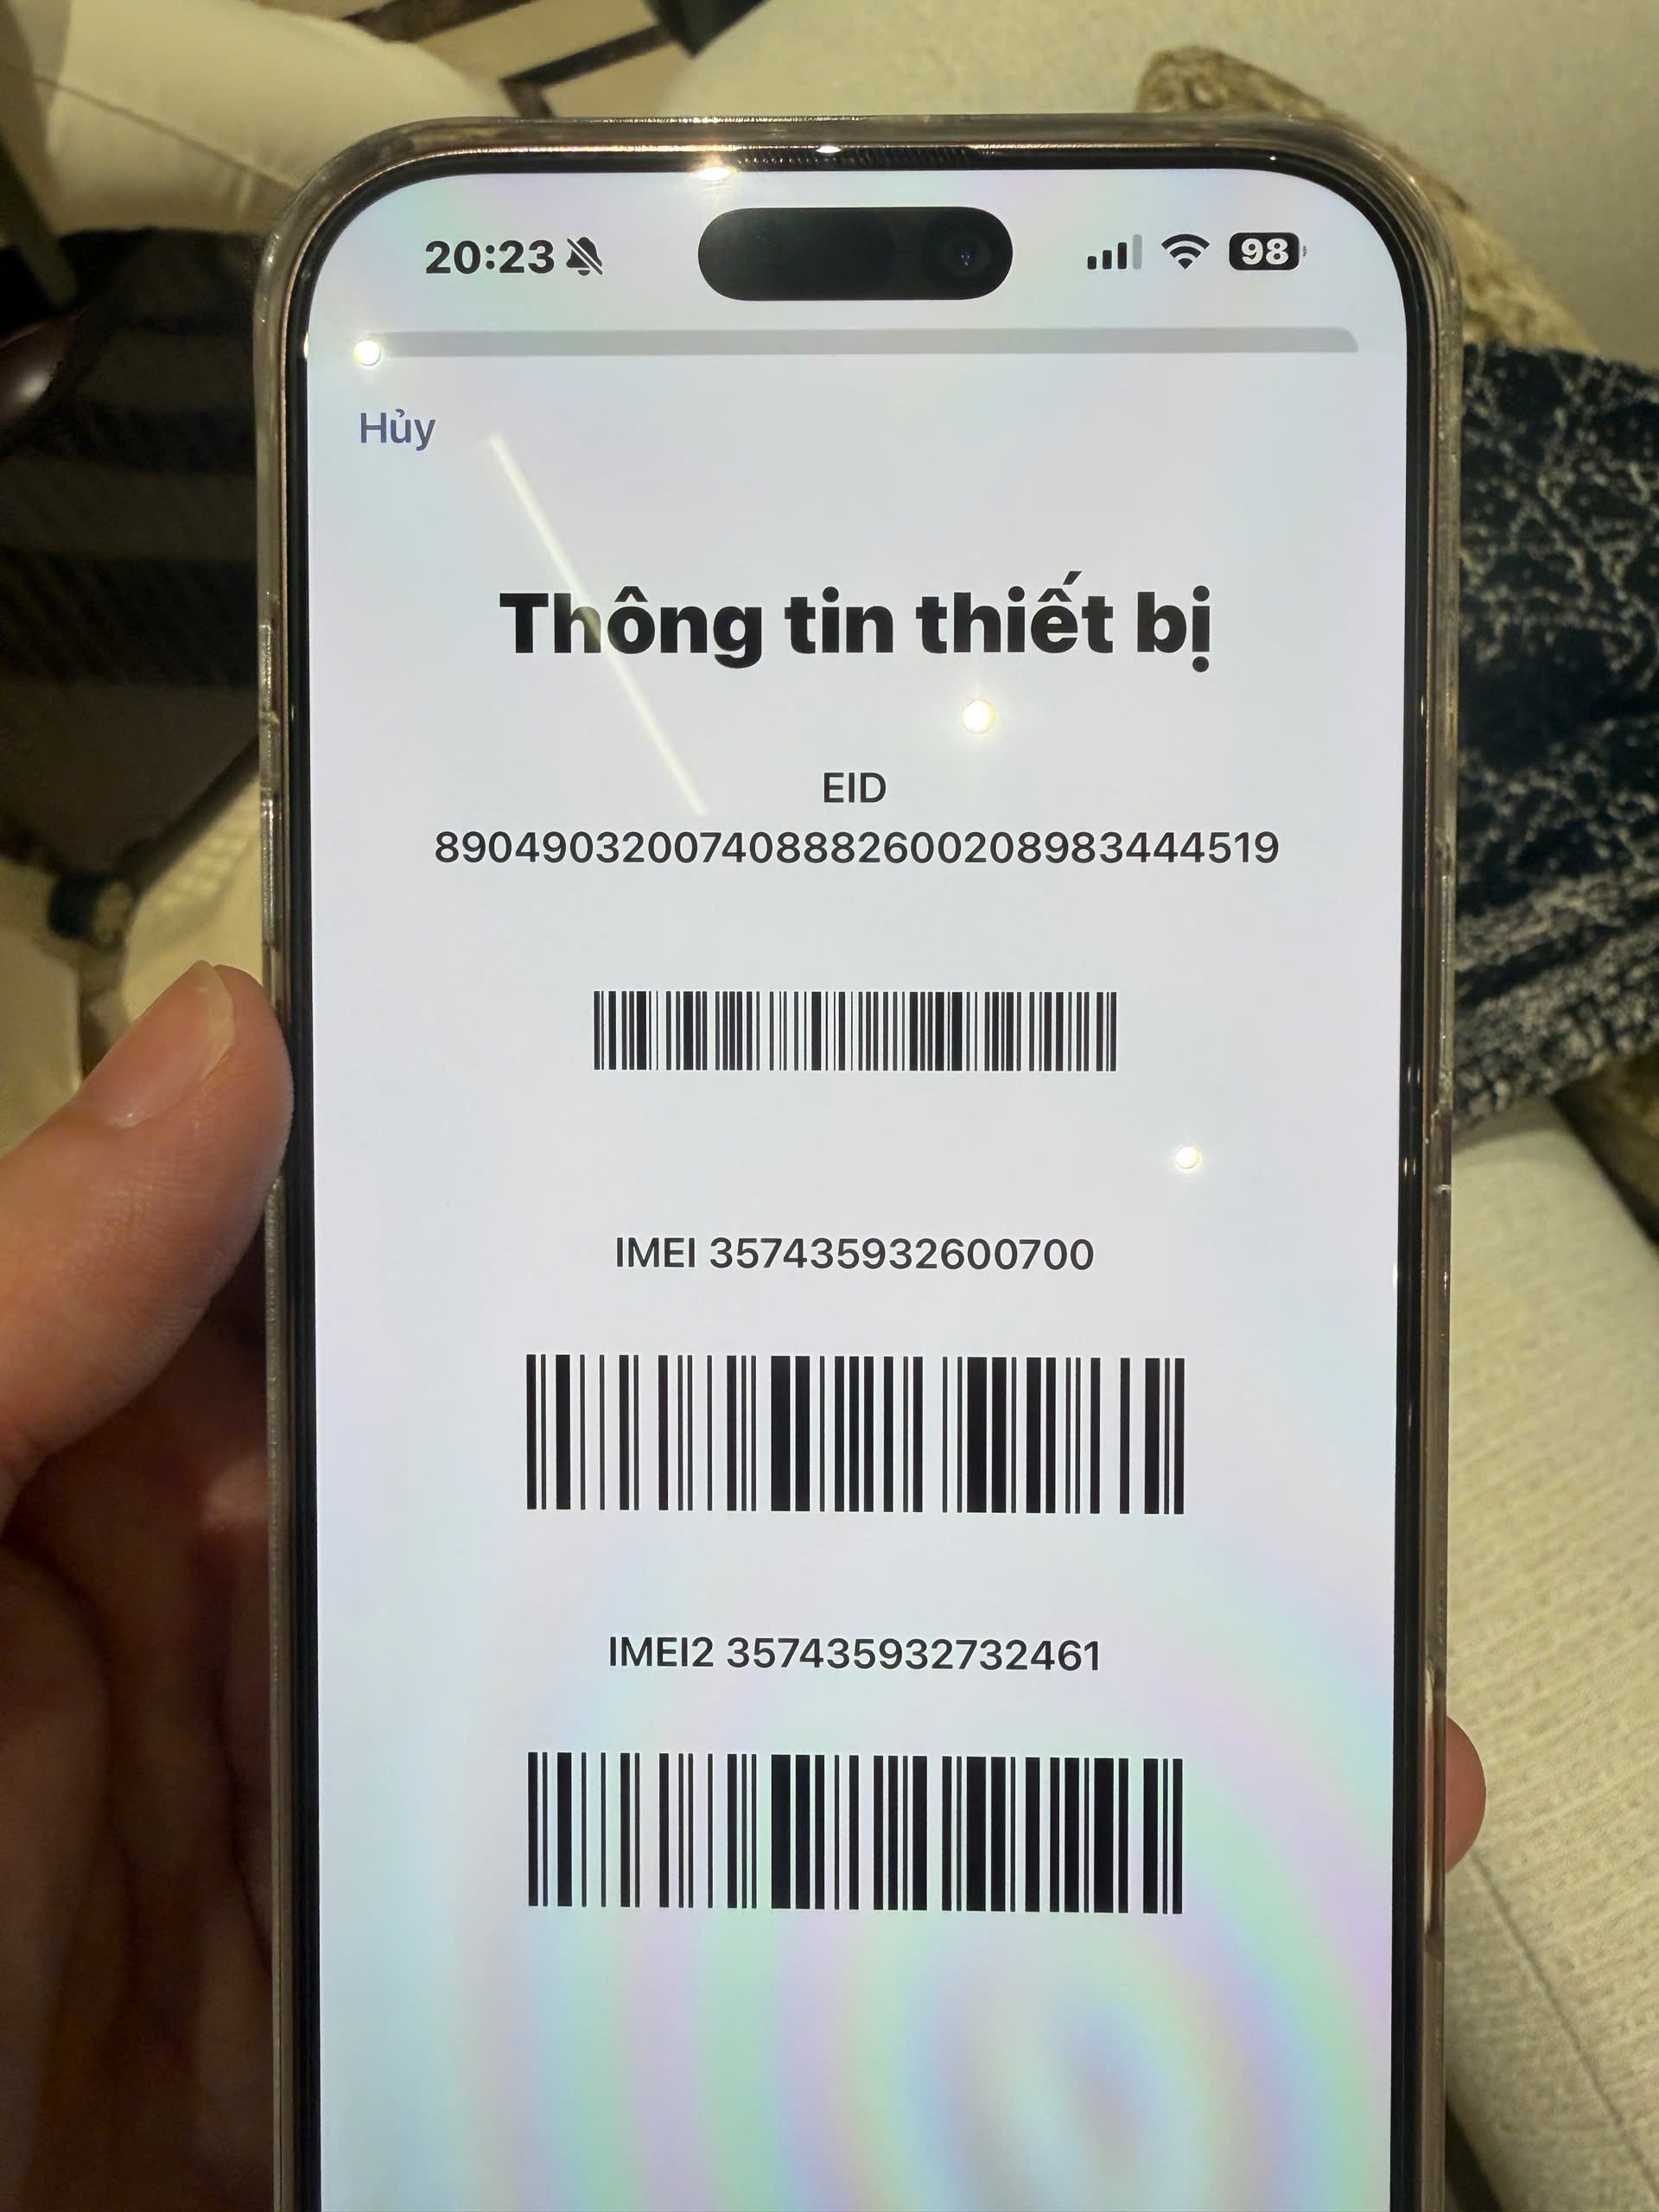 20:23
98
Hủy
Thông tin thiết bị
EID
89049032007408882600208983444519
IMEI 357435932600700
IMEI2 357435932732461